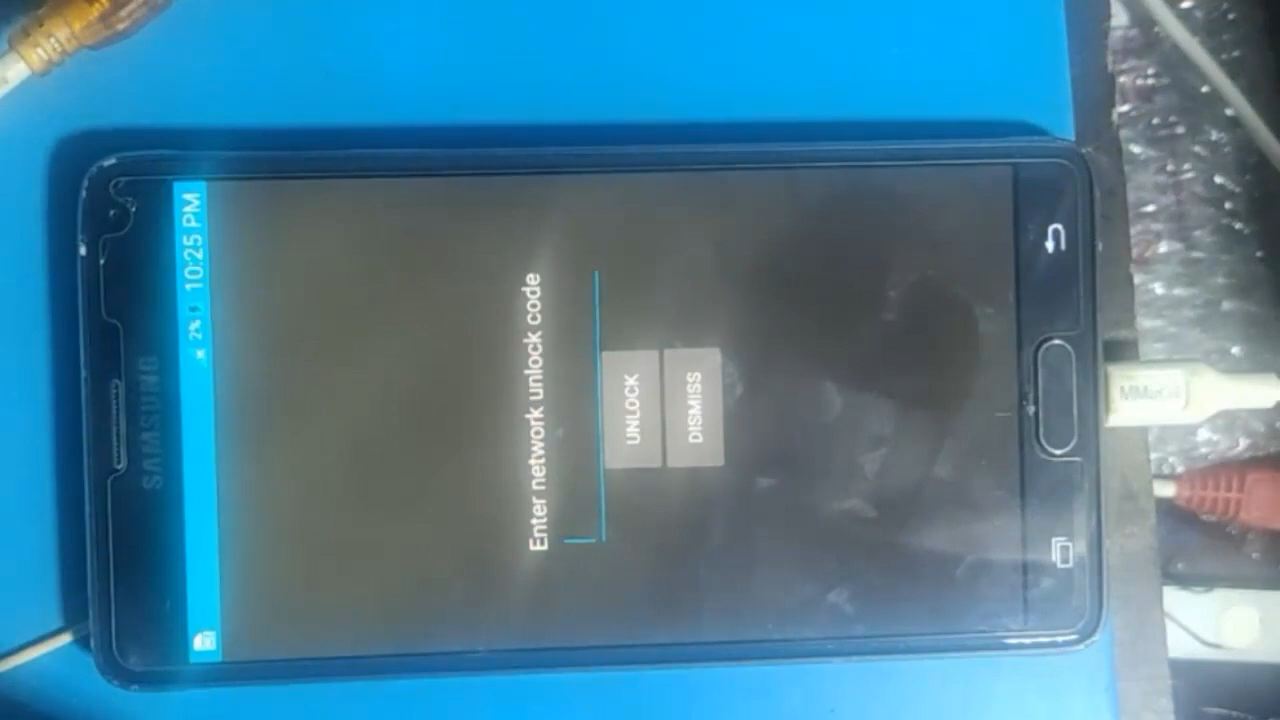 2% 10:25 PM
SAMSUNG
Enter network unlock code
UNLOCK
DISMISS